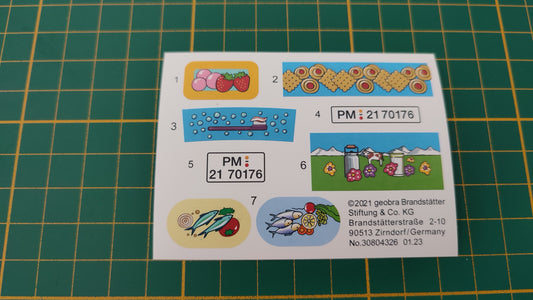 1
2
3
4
PM 21 70176
5
PM
21 70176
6
7
©2021 geobra Brandstätter
Stiftung & Co. KG
Brandstätterstraße 2-10
90513 Zirndorf/Germany
No.30804326 01.23